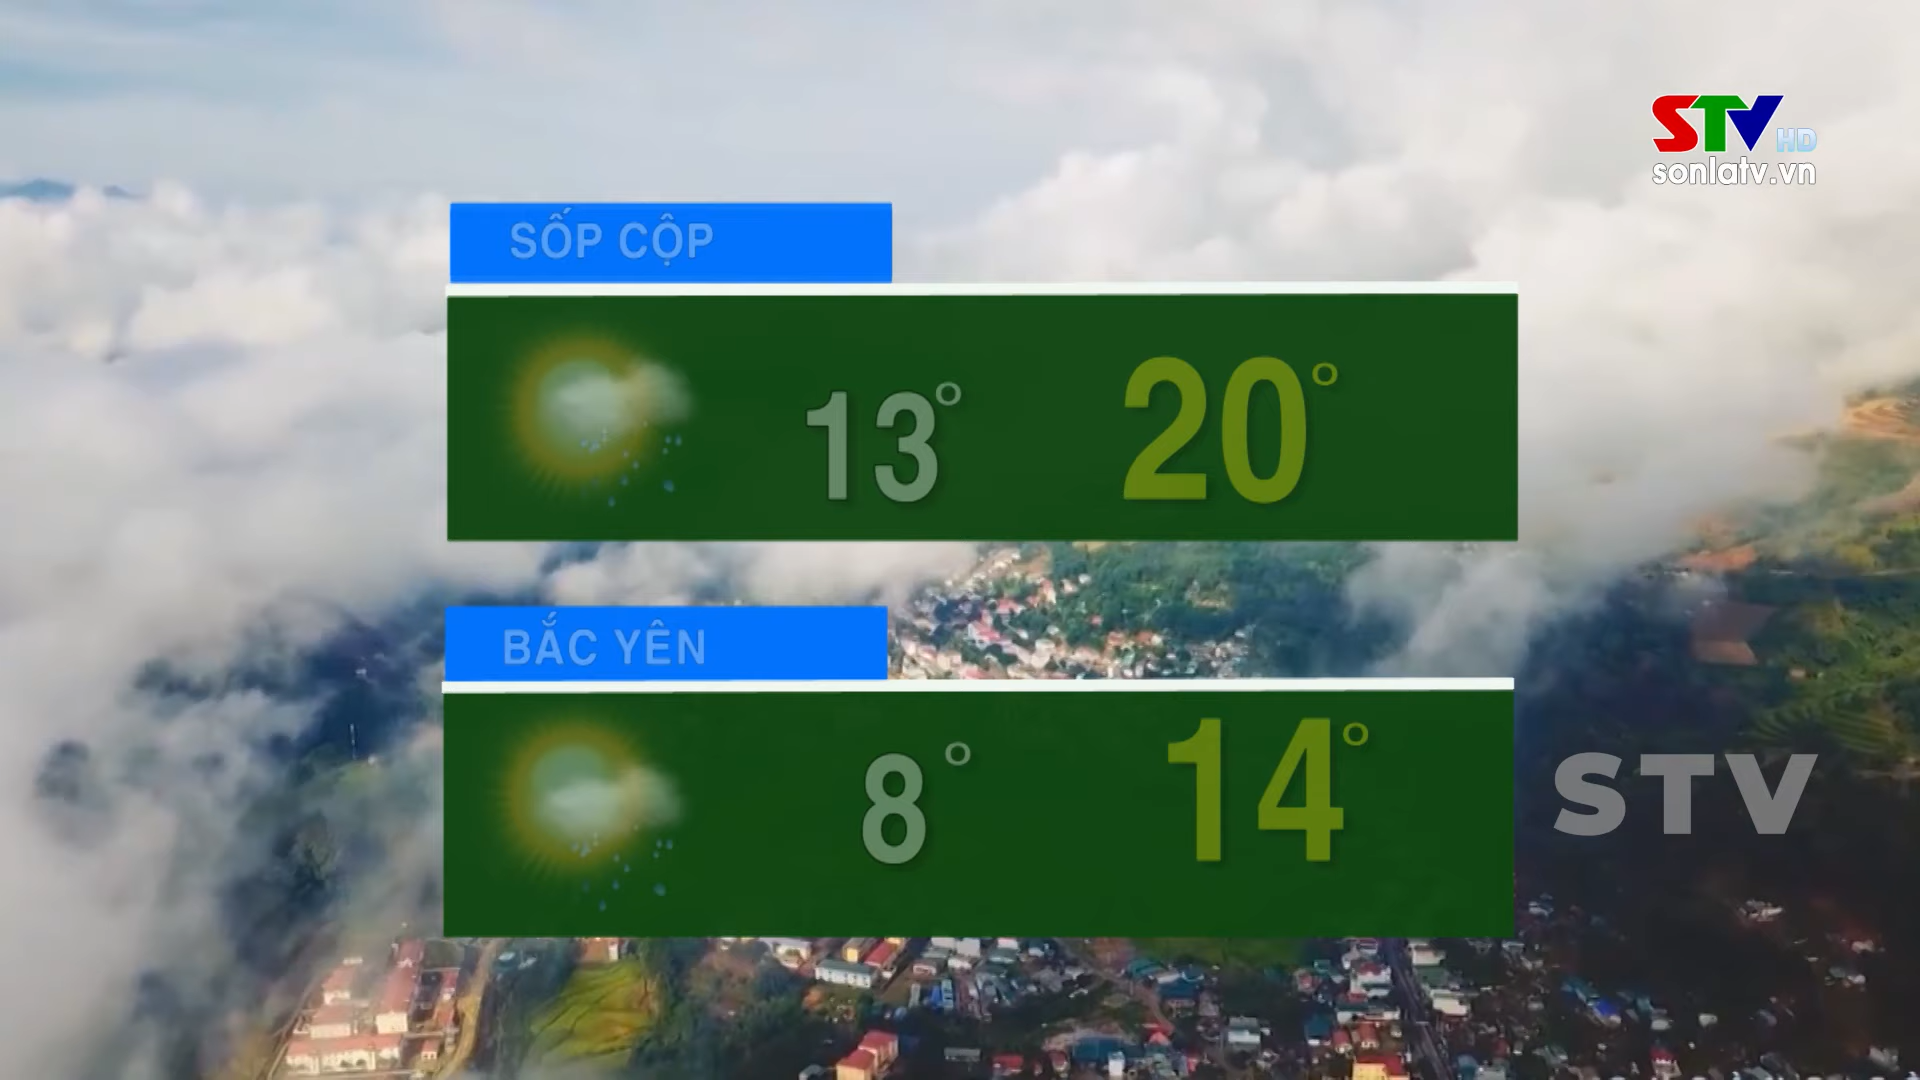 STV HD
sonlatv.vn
SỐP CỘP
13° 20°
BẮC YÊN
8° 14°
STV